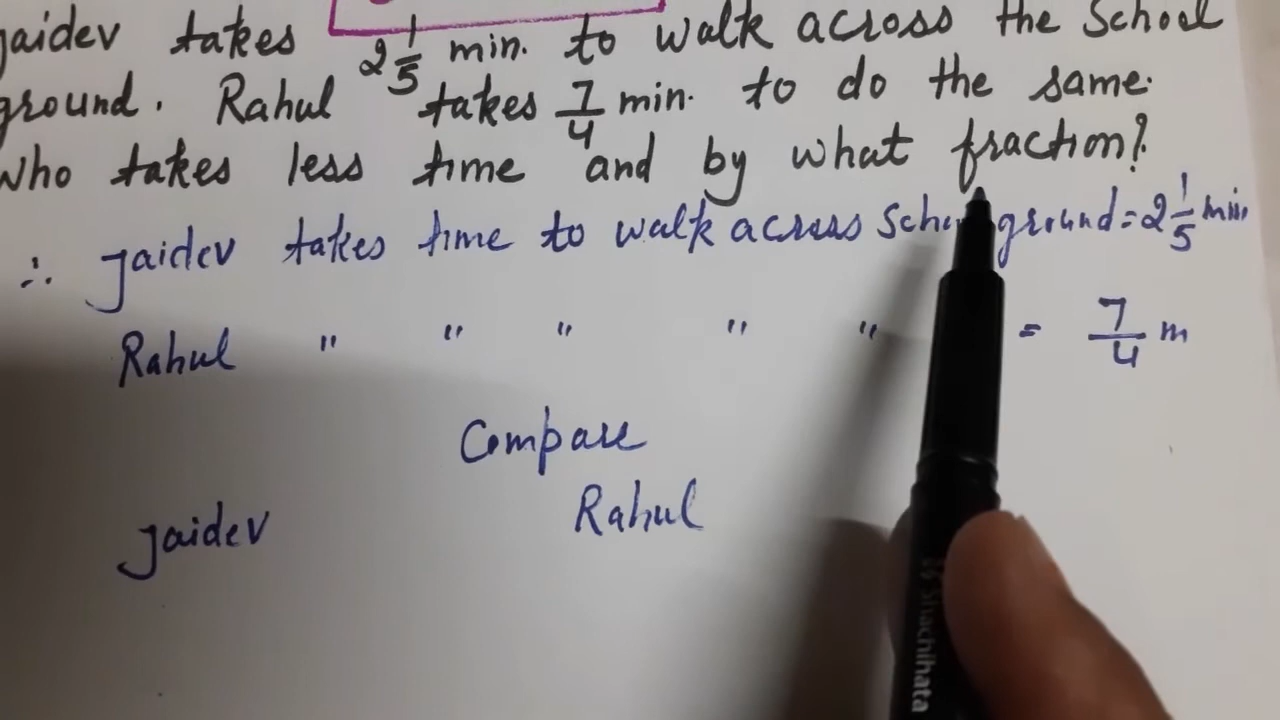 Jaidev takes 2 1/5 min. to walk across the School
ground. Rahul takes 7/4 min. to do the same.
Who takes less time and by what fraction?
∴ Jaidev takes time to walk across School ground = 2 1/5 min.
Rahul " " " " " = 7/4 m
Compare
Jaidev Rahul
Shachihata